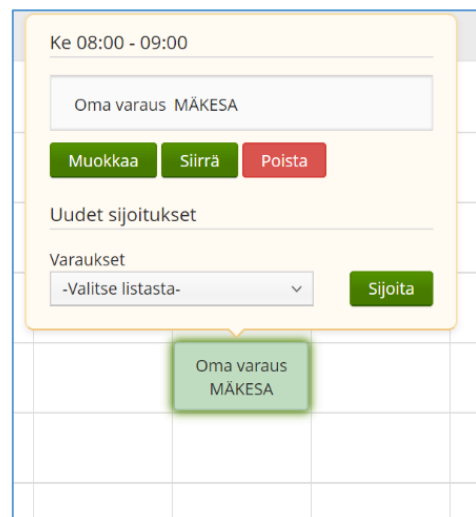 Ke 08:00 - 09:00
Oma varaus MÄKESA
Muokkaa Siirrä Poista
Uudet sijoitukset
Varaukset
-Valitse listasta- Sijoita
Oma varaus
MÄKESA